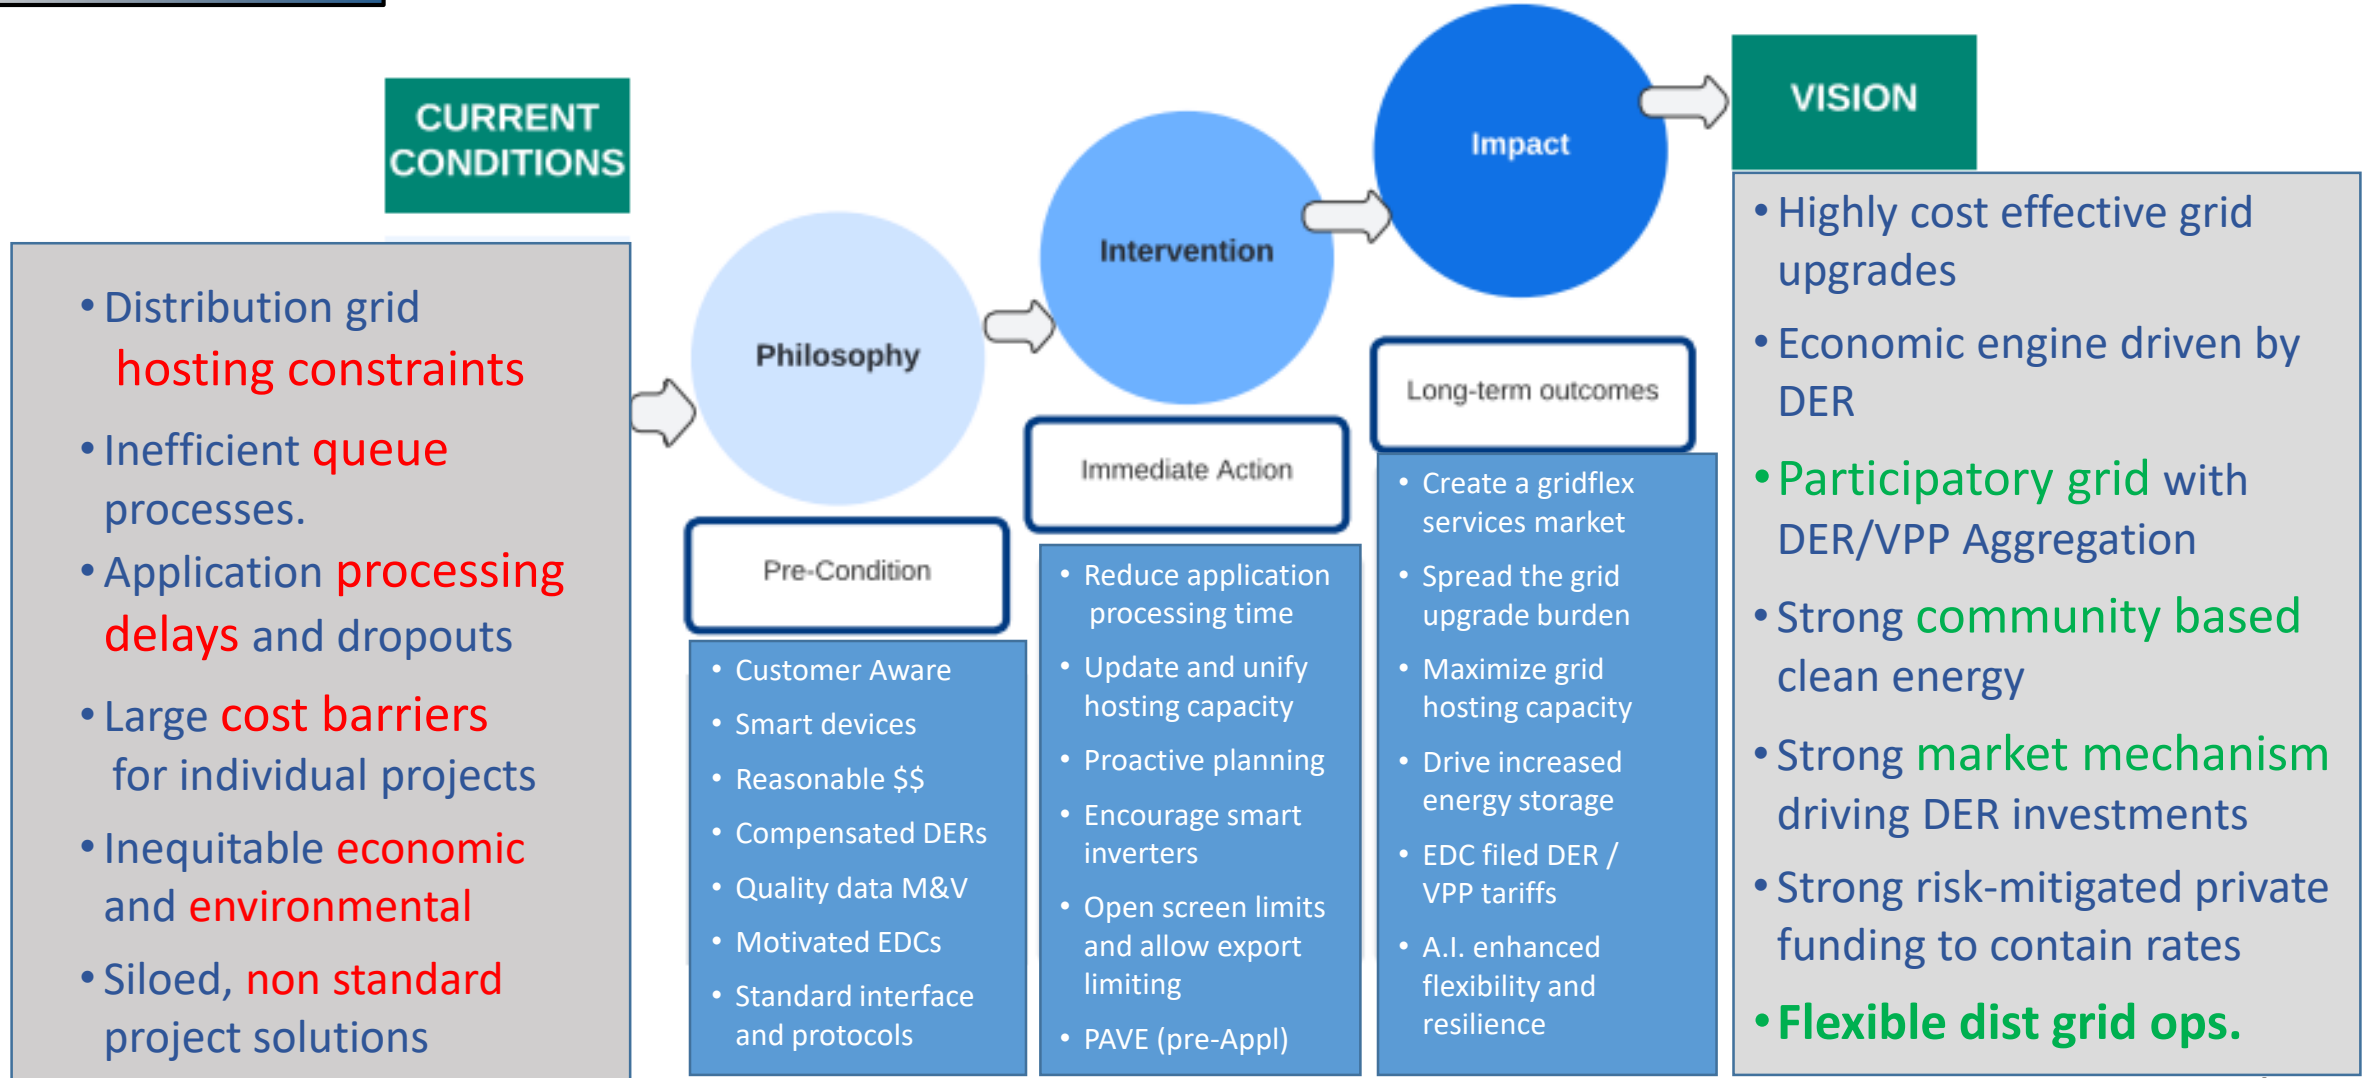 CURRENT
CONDITIONS
• Distribution grid
hosting constraints
• Inefficient queue
processes.
• Application processing
delays and dropouts
• Large cost barriers
for individual projects
• Inequitable economic
and environmental
• Siloed, non standard
project solutions
Philosophy
Pre-Condition
• Customer Aware
• Smart devices
• Reasonable $$
• Compensated DERs
• Quality data M&V
• Motivated EDCs
• Standard interface
and protocols
Intervention
Immediate Action
• Reduce application
processing time
• Update and unify
hosting capacity
• Proactive planning
• Encourage smart
inverters
• Open screen limits
and allow export
limiting
• PAVE (pre-Appl)
Impact
Long-term outcomes
• Create a gridflex
services market
• Spread the grid
upgrade burden
• Maximize grid
hosting capacity
• Drive increased
energy storage
• EDC filed DER /
VPP tariffs
• A.I. enhanced
flexibility and
resilience
VISION
• Highly cost effective grid
upgrades
• Economic engine driven by
DER
• Participatory grid with
DER/VPP Aggregation
• Strong community based
clean energy
• Strong market mechanism
driving DER investments
• Strong risk-mitigated private
funding to contain rates
• Flexible dist grid ops.